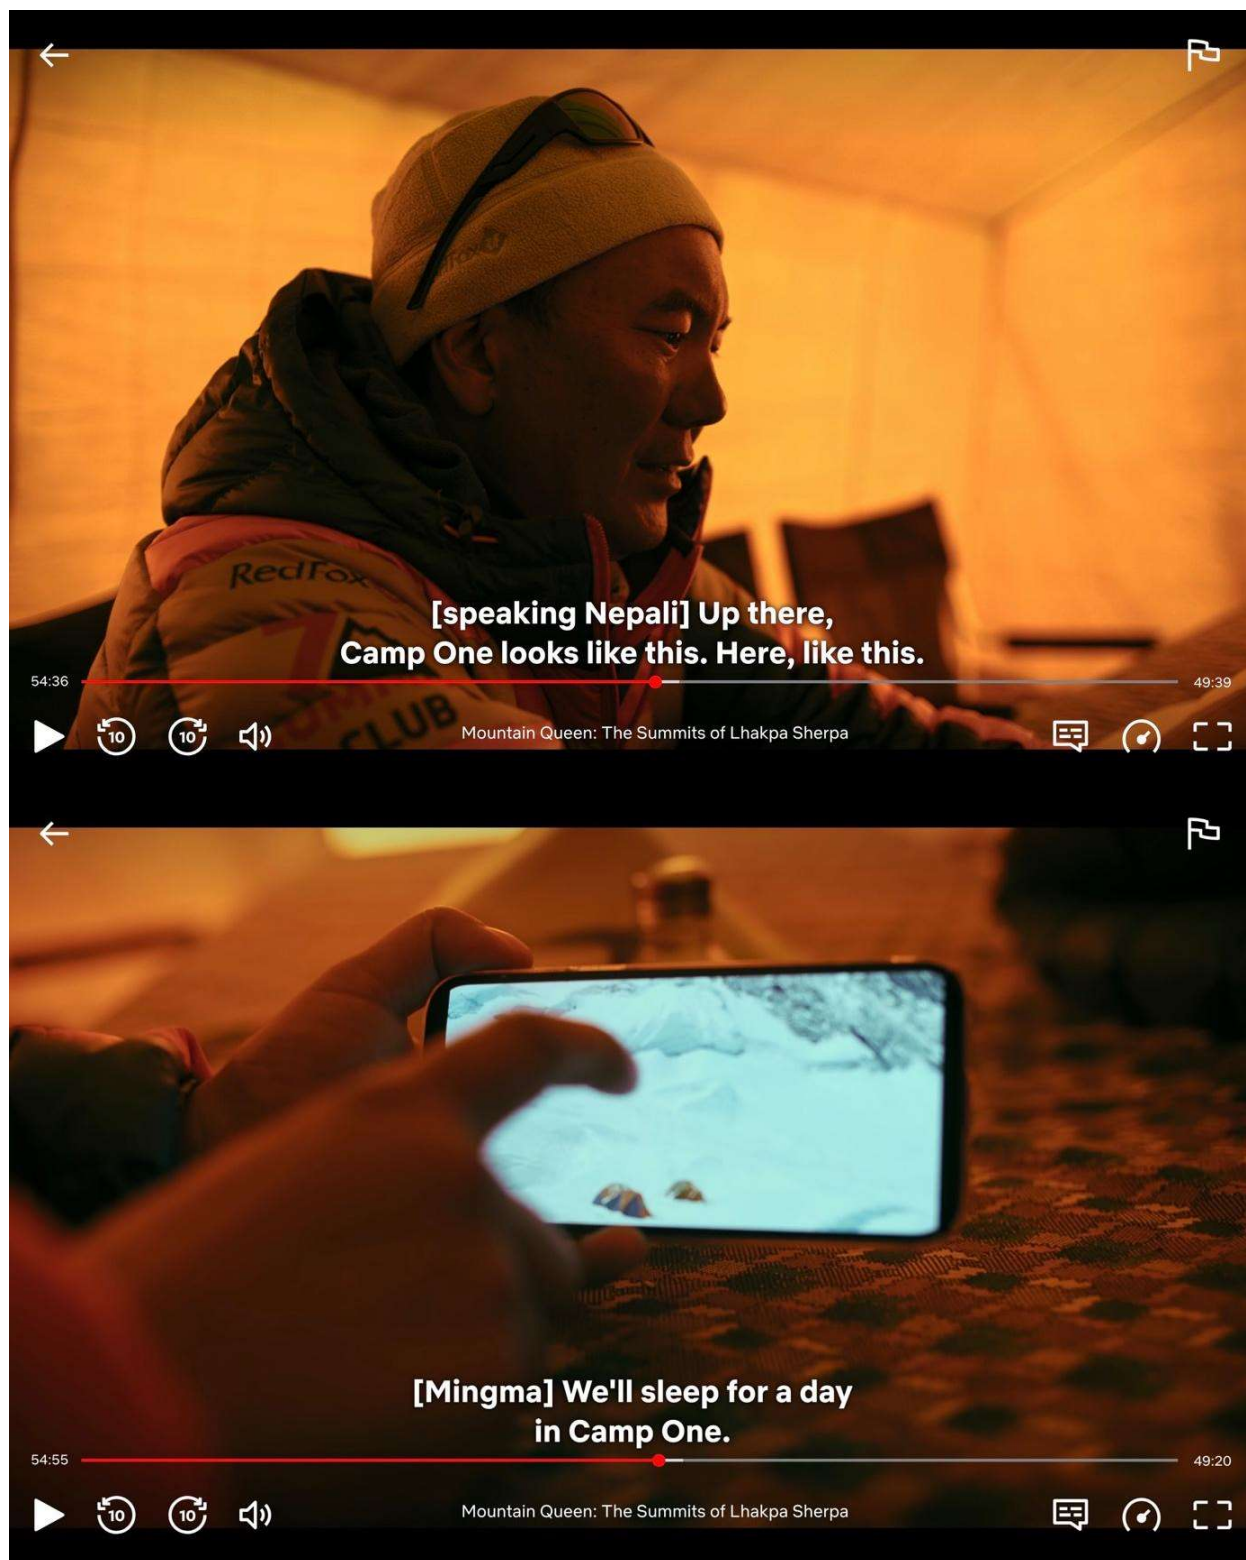 RedFox
[speaking Nepali] Up there,
Camp One looks like this. Here, like this.
54:36
49:39
CLUB
10
10
Mountain Queen: The Summits of Lhakpa Sherpa
[Mingma] We'll sleep for a day
in Camp One.
54:55
49:20
10
10
Mountain Queen: The Summits of Lhakpa Sherpa